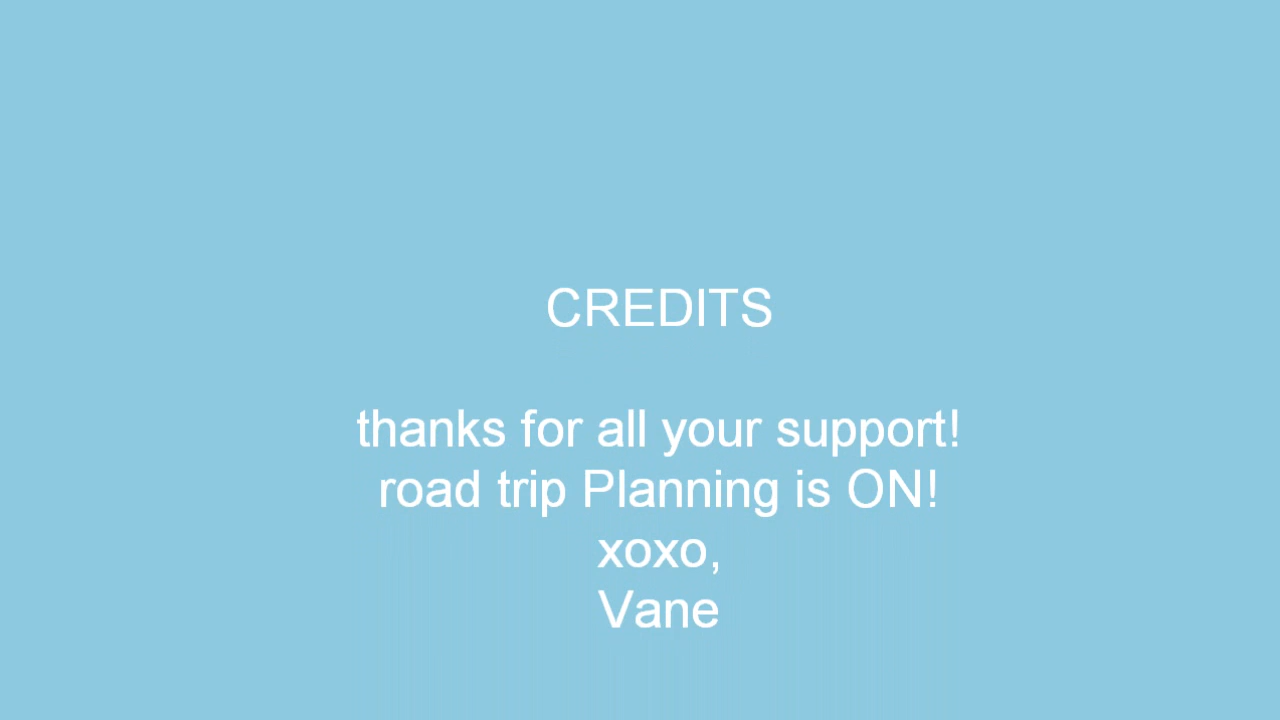 CREDITS
thanks for all your support!
road trip Planning is ON!
xoxo,
Vane